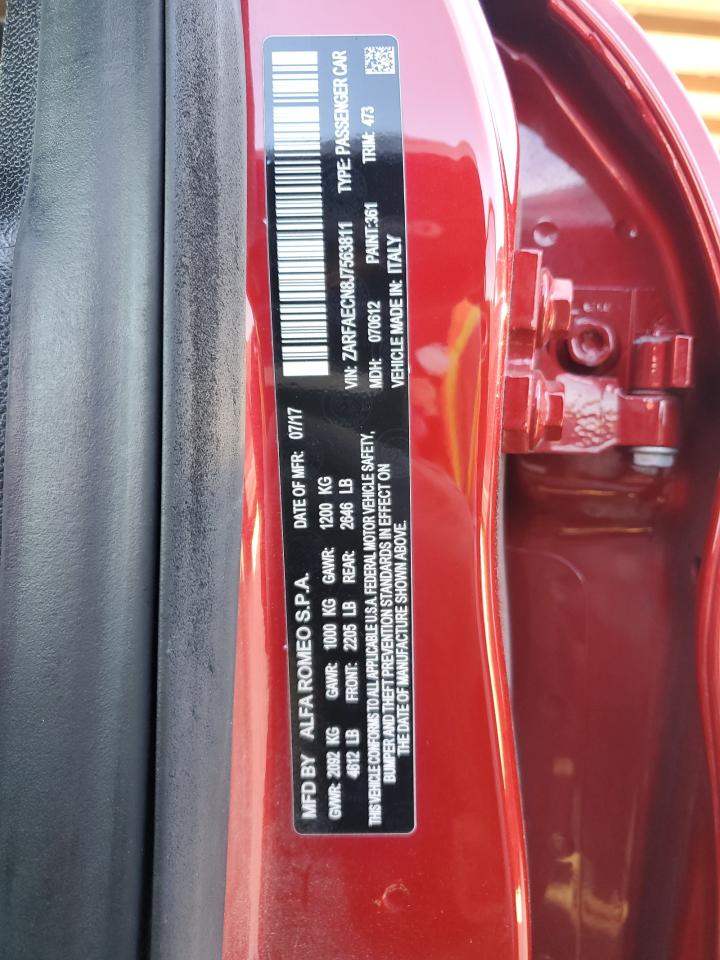 MFD BY ALFA ROMEO S.P.A. DATE OF MFR: 07/17
GVWR: 2092 KG GAWR: 1000 KG GAWR: 1200 KG
4612 LB FRONT: 2205 LB REAR: 2646 LB
THIS VEHICLE CONFORMS TO ALL APPLICABLE U.S.A. FEDERAL MOTOR VEHICLE SAFETY,
BUMPER AND THEFT PREVENTION STANDARDS IN EFFECT ON
THE DATE OF MANUFACTURE SHOWN ABOVE.
VIN: ZARFAECN8J7563811 TYPE: PASSENGER CAR
MDH: 070612 PAINT:361 TRIM: 473
VEHICLE MADE IN: ITALY